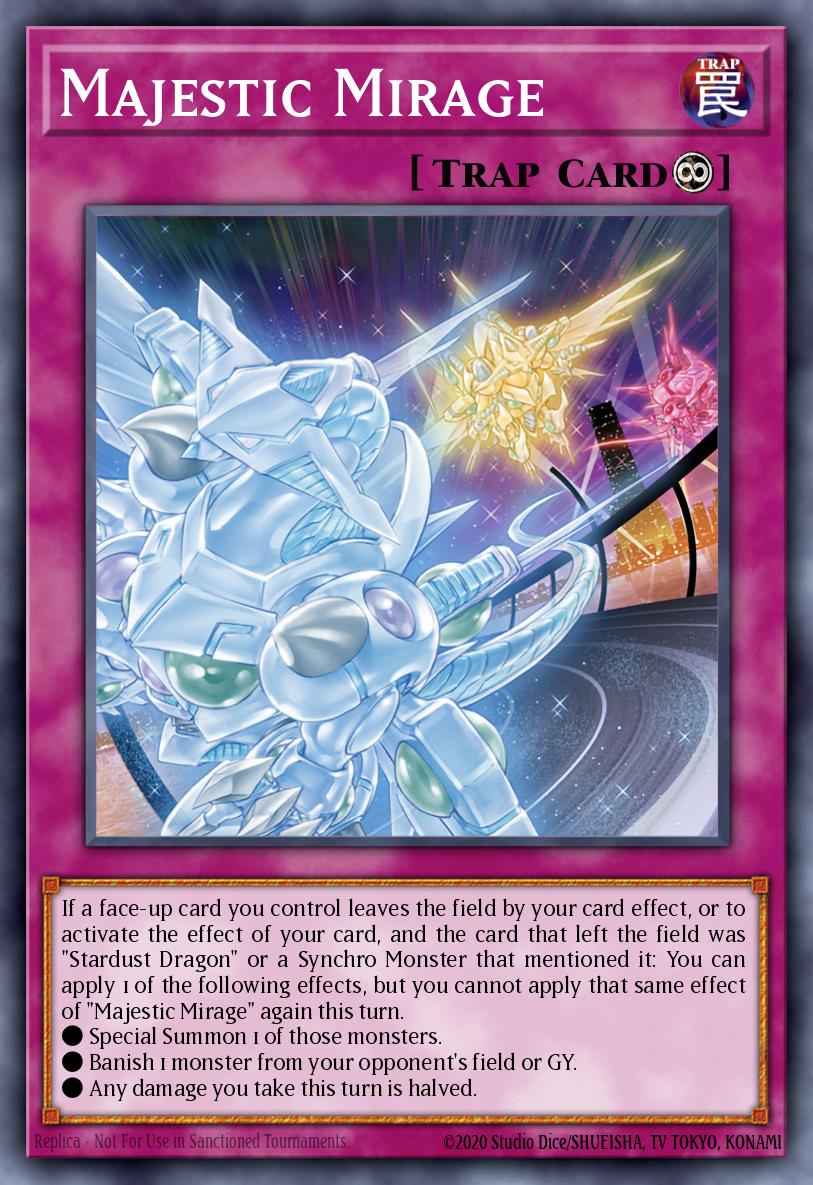 Majestic Mirage
TRAP
罠
[Trap Card]
If a face-up card you control leaves the field by your card effect, or to
activate the effect of your card, and the card that left the field was
"Stardust Dragon" or a Synchro Monster that mentioned it: You can
apply 1 of the following effects, but you cannot apply that same effect
of "Majestic Mirage" again this turn.
● Special Summon 1 of those monsters.
● Banish 1 monster from your opponent's field or GY.
● Any damage you take this turn is halved.
Replica - Not For Use in Sanctioned Tournaments.
©2020 Studio Dice/SHUEISHA, TV TOKYO, KONAMI